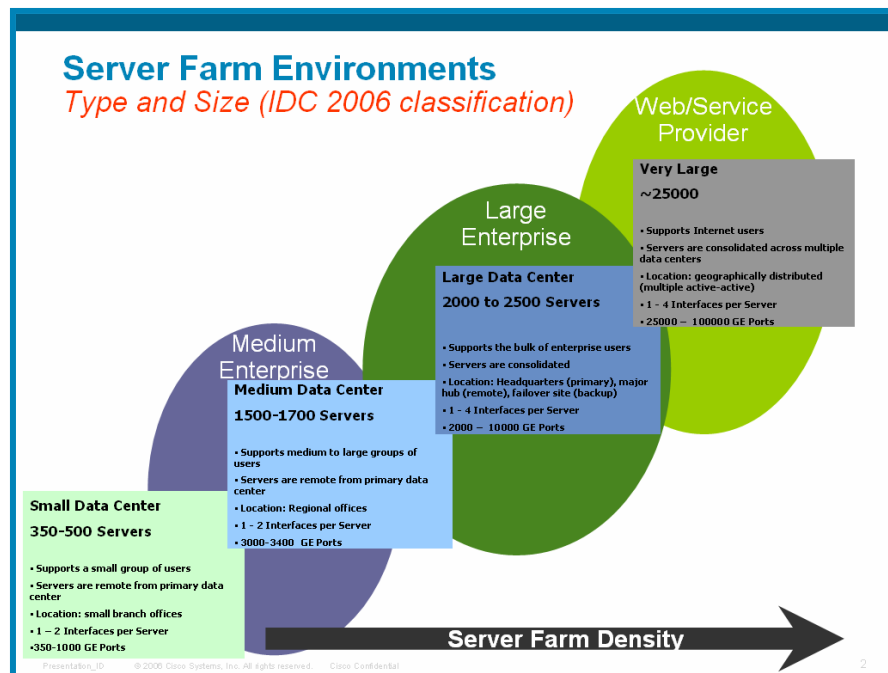 Server Farm Environments
Type and Size (IDC 2006 classification)
Web/Service
Provider
Very Large
~25000
▪ Supports Internet users
▪ Servers are consolidated across multiple
data centers
▪ Location: geographically distributed
(multiple active-active)
▪ 1 - 4 Interfaces per Server
▪ 25000 – 100000 GE Ports
Large
Enterprise
Large Data Center
2000 to 2500 Servers
▪ Supports the bulk of enterprise users
▪ Servers are consolidated
▪ Location: Headquarters (primary), major
hub (remote), failover site (backup)
▪ 1 - 4 Interfaces per Server
▪ 2000 – 10000 GE Ports
Medium
Enterprise
Medium Data Center
1500-1700 Servers
▪ Supports medium to large groups of
users
▪ Servers are remote from primary data
center
▪ Location: Regional offices
▪ 1 - 2 Interfaces per Server
▪ 3000-3400 GE Ports
Small Data Center
350-500 Servers
▪ Supports a small group of users
▪ Servers are remote from primary data
center
▪ Location: small branch offices
▪ 1 – 2 Interfaces per Server
▪350-1000 GE Ports
Server Farm Density
Presentation_ID
© 2006 Cisco Systems, Inc. All rights reserved.
Cisco Confidential
2